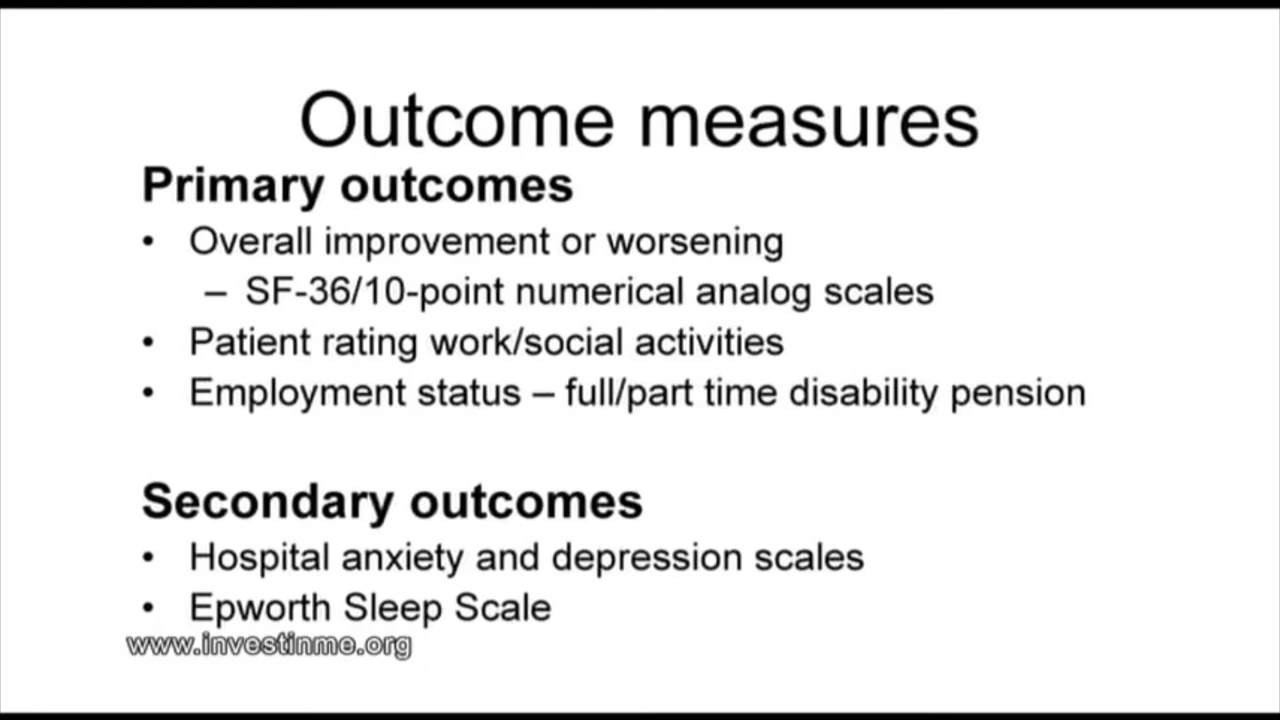 Outcome measures
Primary outcomes
• Overall improvement or worsening
– SF-36/10-point numerical analog scales
• Patient rating work/social activities
• Employment status – full/part time disability pension
Secondary outcomes
• Hospital anxiety and depression scales
• Epworth Sleep Scale
www.investinme.org